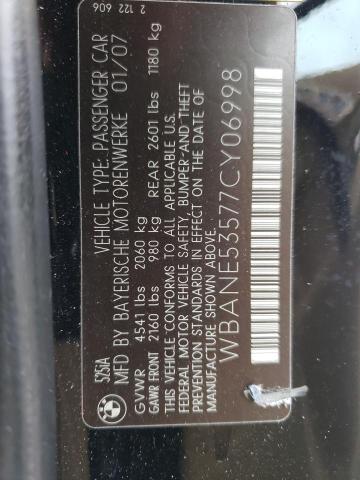 525IA
VEHICLE TYPE: PASSENGER CAR
2 122 606
MFD BY BAYERISCHE MOTORENWERKE 01/07
GVWR 4541 lbs 2060 kg
GAWR FRONT 2160 lbs 980 kg REAR 2601 lbs 1180 kg
THIS VEHICLE CONFORMS TO ALL APPLICABLE U.S.
FEDERAL MOTOR VEHICLE SAFETY, BUMPER-AND THEFT
PREVENTION STANDARDS IN EFFECT ON THE DATE OF
MANUFACTURE SHOWN ABOVE.
WBANE53577CY06998